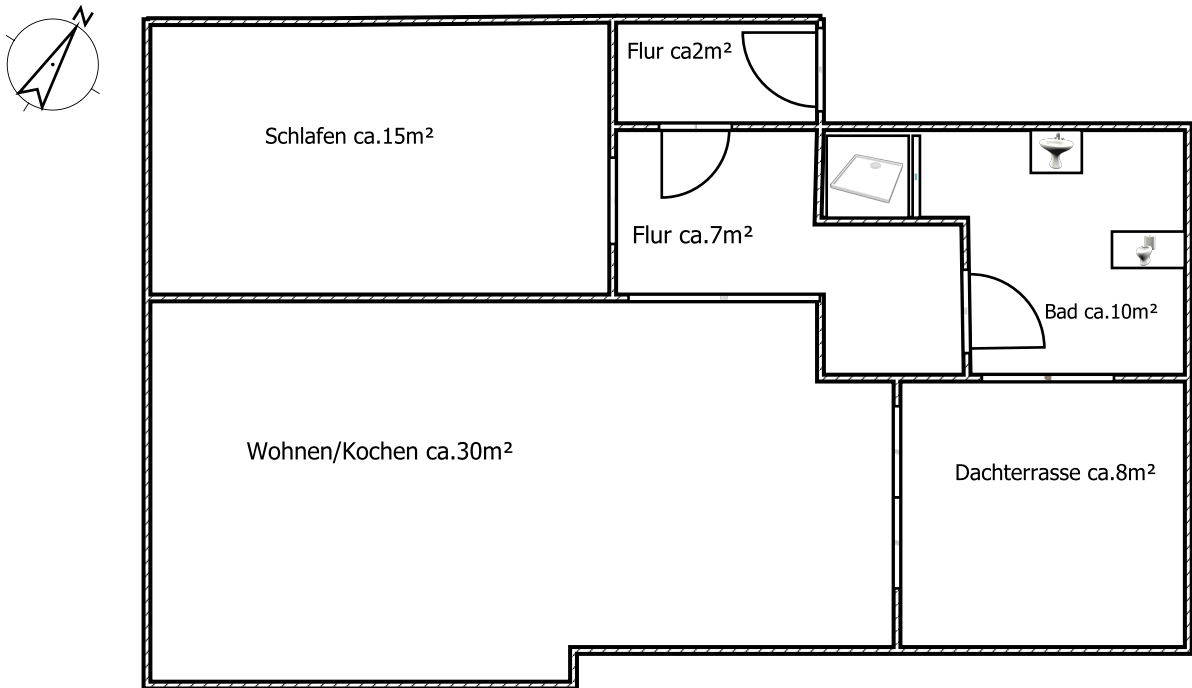 N
Flur ca2m²
Schlafen ca.15m²
Flur ca.7m²
Bad ca.10m²
Wohnen/Kochen ca.30m²
Dachterrasse ca.8m²